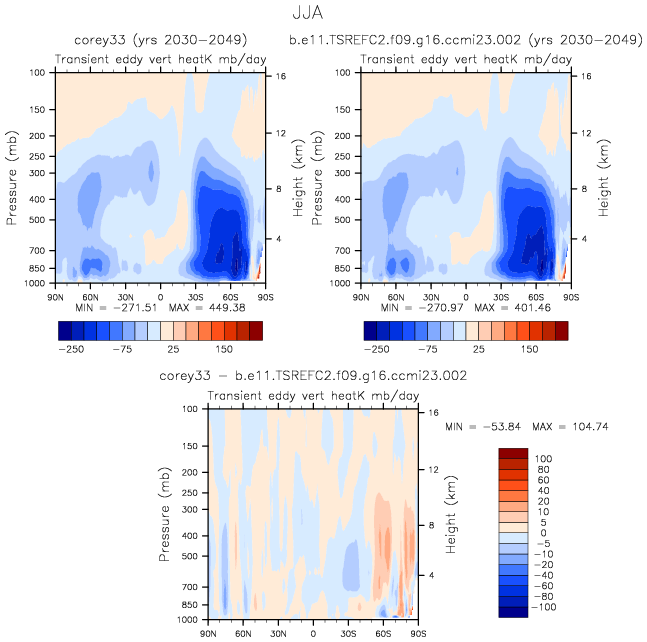 JJA
corey33 (yrs 2030-2049)
b.e11.TSREFC2.f09.g16.ccmi23.002 (yrs 2030-2049)
Transient eddy vert heatK mb/day
Transient eddy vert heatK mb/day
Pressure (mb)
100
150
200
250
300
400
500
700
850
1000
16
12
8
4
Height (km)
90N 60N 30N 0 30S 60S 90S
MIN = -271.51 MAX = 449.38
-250 -75 25 150
Pressure (mb)
100
150
200
250
300
400
500
700
850
1000
16
12
8
4
Height (km)
90N 60N 30N 0 30S 60S 90S
MIN = -270.97 MAX = 401.46
-250 -75 25 150
corey33 - b.e11.TSREFC2.f09.g16.ccmi23.002
Transient eddy vert heatK mb/day
Pressure (mb)
100
150
200
250
300
400
500
700
850
1000
16
12
8
4
Height (km)
90N 60N 30N 0 30S 60S 90S
MIN = -53.84 MAX = 104.74
100
80
60
40
20
10
5
0
-5
-10
-20
-40
-60
-80
-100